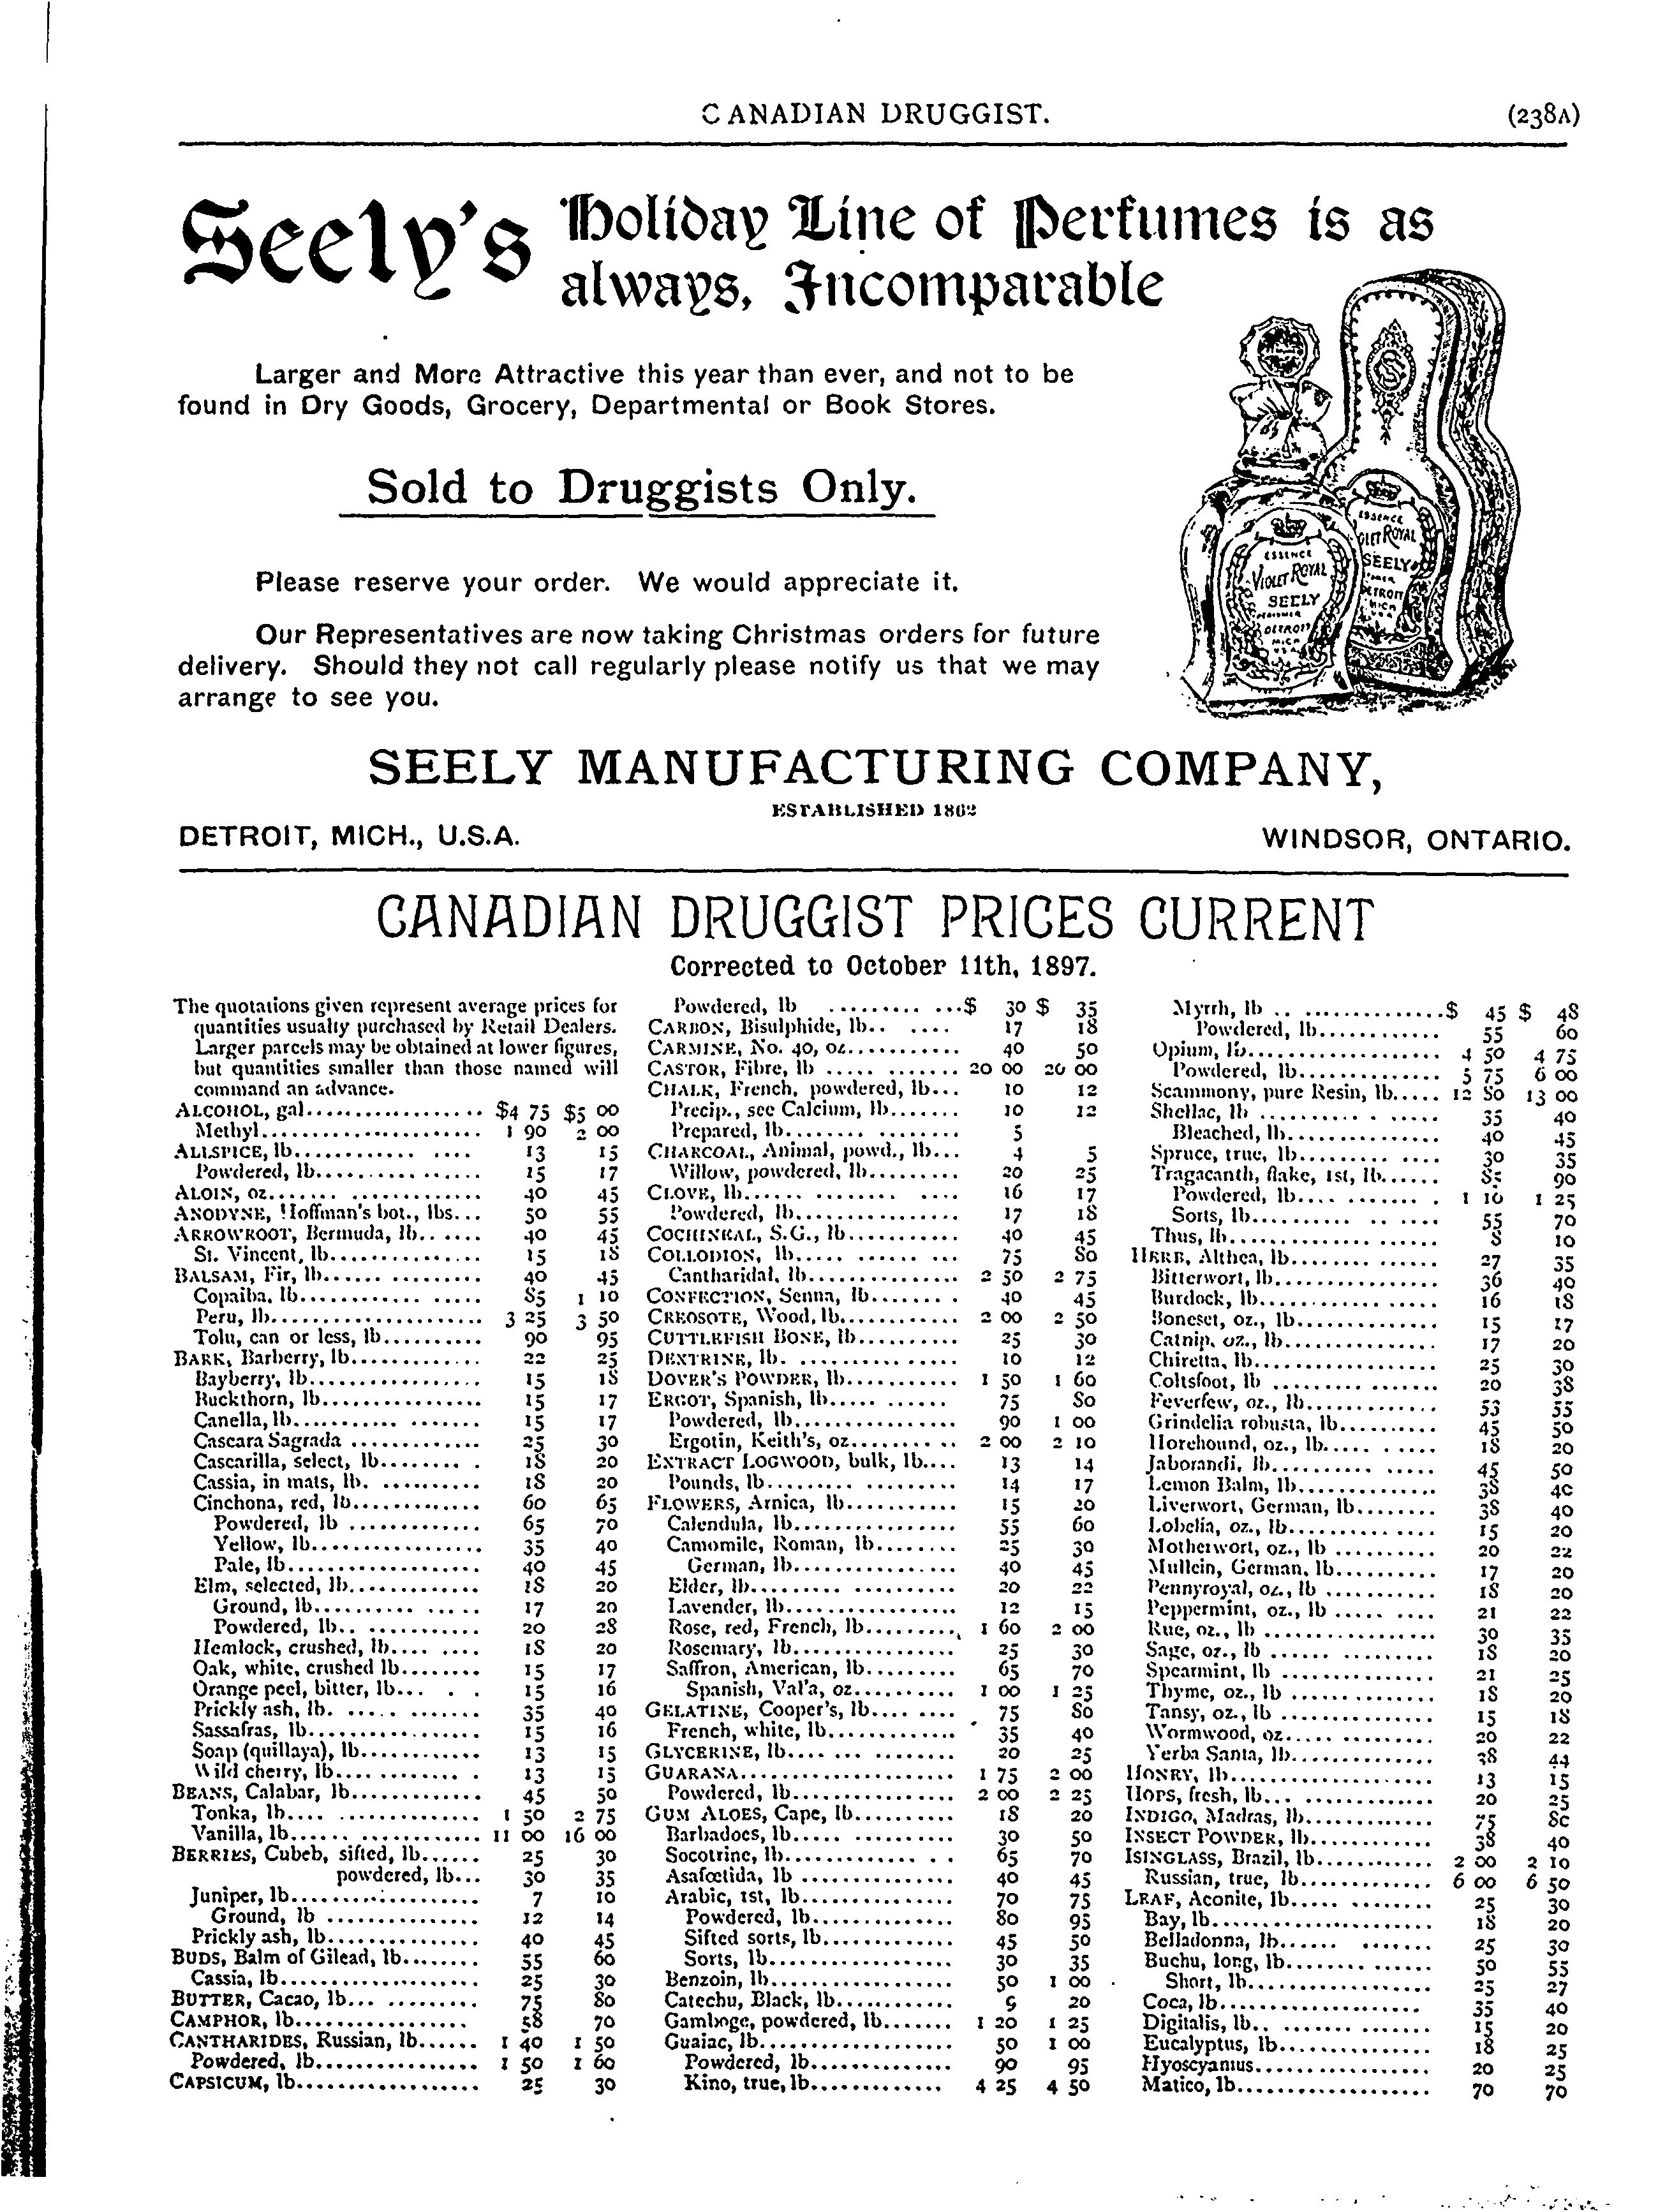 CANADIAN DRUGGIST. (238A)
Seely's Holiday Line of Perfumes is as
always, Incomparable
Larger and More Attractive this year than ever, and not to be
found in Dry Goods, Grocery, Departmental or Book Stores.
Sold to Druggists Only.
Please reserve your order. We would appreciate it.
Our Representatives are now taking Christmas orders for future
delivery. Should they not call regularly please notify us that we may
arrange to see you.
ESSENCE
VIOLET ROYAL
SEELY
DETROIT
MICH
ESSENCE
VIOLET ROYAL
SEELY
DETROIT
MICH
SEELY MANUFACTURING COMPANY,
ESTABLISHED 1862
DETROIT, MICH., U.S.A. WINDSOR, ONTARIO.
CANADIAN DRUGGIST PRICES CURRENT
Corrected to October 11th, 1897.
The quotations given represent average prices for
quantities usually purchased by Retail Dealers.
Larger parcels may be obtained at lower figures,
but quantities smaller than those named will
command an advance.
ALCOHOL, gal. $4 75 $5 00
Methyl 1 90 2 00
ALLSPICE, lb 13 15
Powdered, lb 15 17
ALOIN, oz 40 45
ANODYNE, Hoffman's bot., lbs 50 55
ARROWROOT, Bermuda, lb 40 45
St. Vincent, lb 15 18
BALSAM, Fir, lb 40 45
Copaiba, lb 85 1 10
Peru, lb 3 25 3 50
Tolu, can or less, lb 90 95
BARK, Barberry, lb 22 25
Bayberry, lb 15 18
Buckthorn, lb 15 17
Canella, lb 15 17
Cascara Sagrada 25 30
Cascarilla, select, lb 18 20
Cassia, in mats, lb. 18 20
Cinchona, red, lb 60 65
Powdered, lb 65 70
Yellow, lb 35 40
Pale, lb 40 45
Elm, selected, lb 18 20
Ground, lb 17 20
Powdered, lb 20 28
Hemlock, crushed, lb 18 20
Oak, white, crushed lb 15 17
Orange peel, bitter, lb 15 16
Prickly ash, lb. 35 40
Sassafras, lb 15 16
Soap (quillaya), lb 13 15
Wild cherry, lb 13 15
BEANS, Calabar, lb 45 50
Tonka, lb 1 50 2 75
Vanilla, lb 11 00 16 00
BERRIES, Cubeb, sifted, lb 25 30
powdered, lb 30 35
Juniper, lb 7 10
Ground, lb 12 14
Prickly ash, lb 40 45
BUDS, Balm of Gilead, lb 55 60
Cassia, lb 25 30
BUTTER, Cacao, lb 75 80
CAMPHOR, lb 58 70
CANTHARIDES, Russian, lb 1 40 1 50
Powdered, lb 1 50 1 60
CAPSICUM, lb 25 30
Powdered, lb $ 30 $ 35
CARBON, Bisulphide, lb 17 18
CARMINE, No. 40, oz 40 50
CASTOR, Fibre, lb 20 00 20 00
CHALK, French, powdered, lb 10 12
Precip., see Calcium, lb 10 12
Prepared, lb 5
CHARCOAL, Animal, powd., lb 4 5
Willow, powdered, lb 20 25
CLOVE, lb 16 17
Powdered, lb 17 18
COCHINEAL, S.G., lb 40 45
COLLODION, lb 75 80
Cantharidal, lb 2 50 2 75
CONFECTION, Senna, lb 40 45
CREOSOTE, Wood, lb 2 00 2 50
CUTTLEFISH BONE, lb 25 30
DEXTRINE, lb. 10 12
DOVER'S POWDER, lb 1 50 1 60
ERGOT, Spanish, lb 75 80
Powdered, lb 90 1 00
Ergotin, Keith's, oz 2 00 2 10
EXTRACT LOGWOOD, bulk, lb 13 14
Pounds, lb 14 17
FLOWERS, Arnica, lb 15 20
Calendula, lb 55 60
Camomile, Roman, lb 25 30
German, lb 40 45
Elder, lb 20 22
Lavender, lb 12 15
Rose, red, French, lb 1 60 2 00
Rosemary, lb 25 30
Saffron, American, lb 65 70
Spanish, Val'a, oz 1 00 1 25
GELATINE, Cooper's, lb 75 80
French, white, lb 35 40
GLYCERINE, lb 20 25
GUARANA 1 75 2 00
Powdered, lb 2 00 2 25
GUM ALOES, Cape, lb 18 20
Barbadoes, lb 30 50
Socotrine, lb 65 70
Asafœtida, lb 40 45
Arabic, 1st, lb 70 75
Powdered, lb 80 95
Sifted sorts, lb 45 50
Sorts, lb 30 35
Benzoin, lb 50 1 00
Catechu, Black, lb 9 20
Gamboge, powdered, lb 1 20 1 25
Guaiac, lb 50 1 00
Powdered, lb 90 95
Kino, true, lb 4 25 4 50
Myrrh, lb $ 45 $ 48
Powdered, lb 55 60
Opium, lb 4 50 4 75
Powdered, lb 5 75 6 00
Scammony, pure Resin, lb 12 80 13 00
Shellac, lb 35 40
Bleached, lb 40 45
Spruce, true, lb 30 35
Tragacanth, flake, 1st, lb 85 90
Powdered, lb 1 10 1 25
Sorts, lb 55 70
Thus, lb 8 10
HERB, Althea, lb 27 35
Bitterwort, lb 36 40
Burdock, lb 16 18
Boneset, oz., lb 15 17
Catnip, oz., lb 17 20
Chiretta, lb 25 30
Coltsfoot, lb 20 38
Feverfew, oz., lb 53 55
Grindelia robusta, lb 45 50
Horehound, oz., lb 18 20
Jaborandi, lb 45 50
Lemon Balm, lb 38 40
Liverwort, German, lb 38 40
Lobelia, oz., lb 15 20
Motherwort, oz., lb 20 22
Mullein, German, lb 17 20
Pennyroyal, oz., lb 18 20
Peppermint, oz., lb 21 22
Rue, oz., lb 30 35
Sage, oz., lb 18 20
Spearmint, lb 21 25
Thyme, oz., lb 18 20
Tansy, oz., lb 15 18
Wormwood, oz 20 22
Yerba Santa, lb 38 44
HONEY, lb 13 15
HOPS, fresh, lb 20 25
INDIGO, Madras, lb 75 80
INSECT POWDER, lb 38 40
ISINGLASS, Brazil, lb 2 00 2 10
Russian, true, lb 6 00 6 50
LEAF, Aconite, lb 25 30
Bay, lb 18 20
Belladonna, lb 25 30
Buchu, long, lb 50 55
Short, lb 25 27
Coca, lb 35 40
Digitalis, lb 15 20
Eucalyptus, lb 18 25
Hyoscyamus 20 25
Matico, lb 70 70